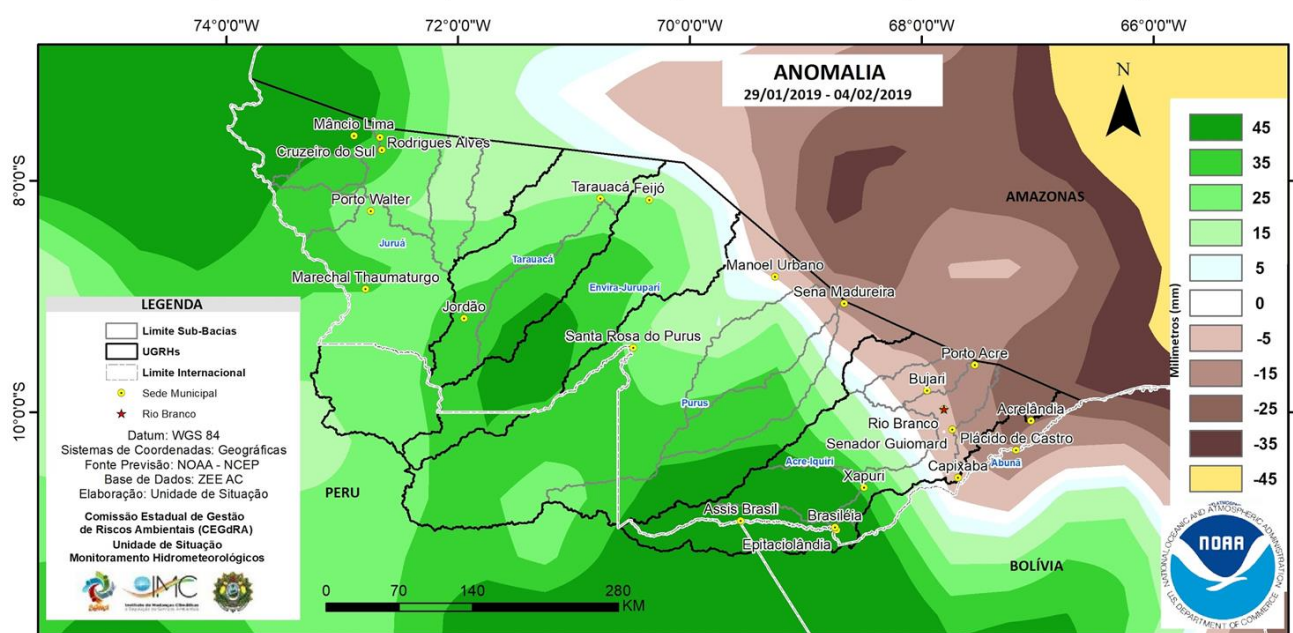 74°0'0"W
72°0'0"W
70°0'0"W
68°0'0"W
66°0'0"W
ANOMALIA
29/01/2019 - 04/02/2019
N
8°0'0"S
10°0'0"S
Mâncio Lima
Cruzeiro do Sul
Rodrigues Alves
Porto Walter
Juruá
Marechal Thaumaturgo
Tarauacá
Feijó
Tarauacá
Jordão
Envira-Jurupari
Santa Rosa do Purus
Manoel Urbano
Sena Madureira
Purus
Porto Acre
Bujari
Rio Branco
Acrelândia
Senador Guiomard
Plácido de Castro
Abunã
Capixaba
Acre-Iquiri
Xapuri
Assis Brasil
Brasiléia
Epitaciolândia
AMAZONAS
PERU
BOLÍVIA
LEGENDA
Limite Sub-Bacias
UGRHs
Limite Internacional
Sede Municipal
Rio Branco
Datum: WGS 84
Sistemas de Coordenadas: Geográficas
Fonte Previsão: NOAA - NCEP
Base de Dados: ZEE AC
Elaboração: Unidade de Situação
Comissão Estadual de Gestão
de Riscos Ambientais (CEGdRA)
Unidade de Situação
Monitoramento Hidrometeorológicos
IMC
0
70
140
280
KM
Milimetros (mm)
45
35
25
15
5
0
-5
-15
-25
-35
-45
NATIONAL OCEANIC AND ATMOSPHERIC ADMINISTRATION
NOAA
U.S. DEPARTMENT OF COMMERCE